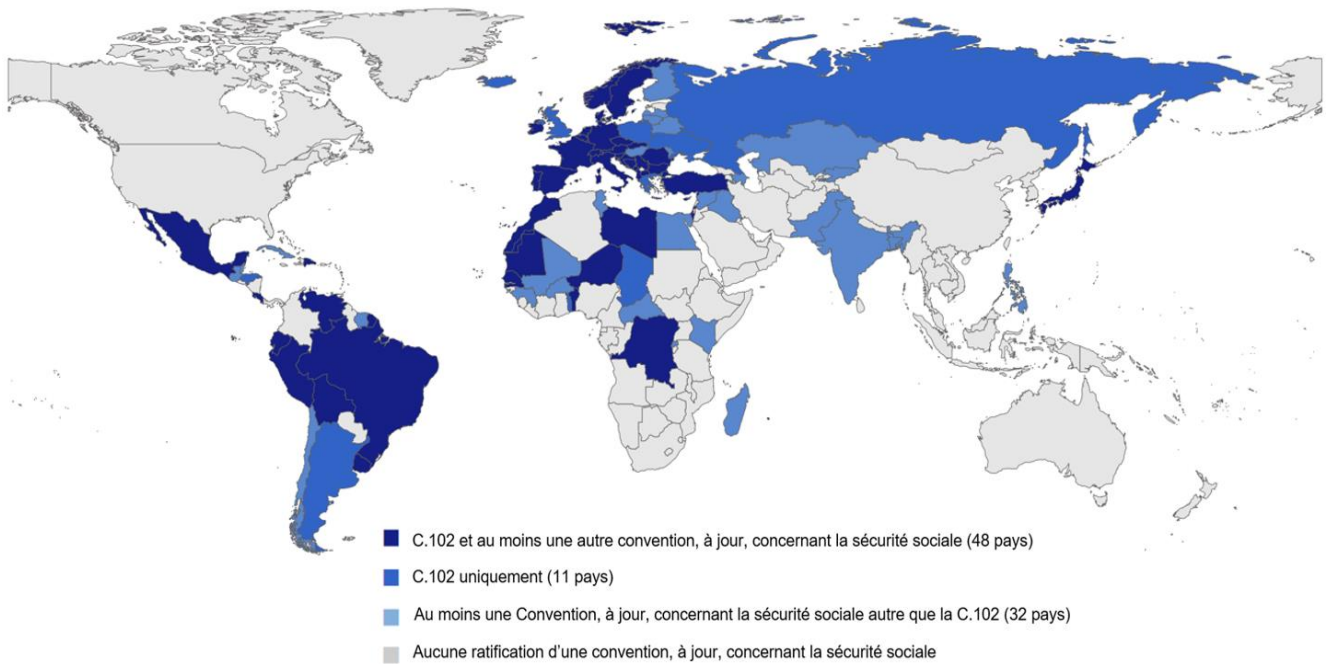 C.102 et au moins une autre convention, à jour, concernant la sécurité sociale (48 pays)
C.102 uniquement (11 pays)
Au moins une Convention, à jour, concernant la sécurité sociale autre que la C.102 (32 pays)
Aucune ratification d'une convention, à jour, concernant la sécurité sociale